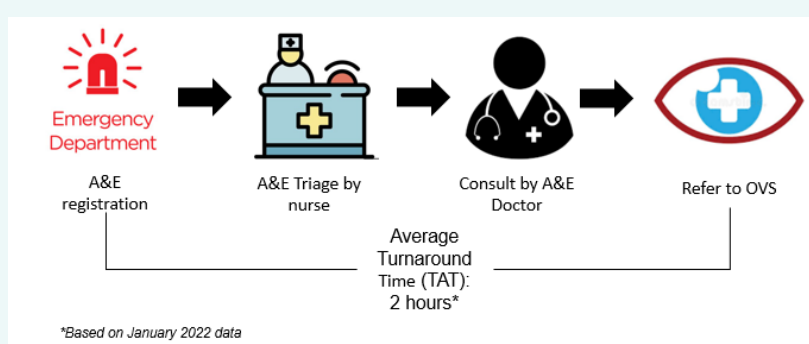 Emergency
Department
A&E
registration
A&E Triage by
nurse
Consult by A&E
Doctor
Refer to OVS
Average
Turnaround
Time (TAT):
2 hours*
*Based on January 2022 data